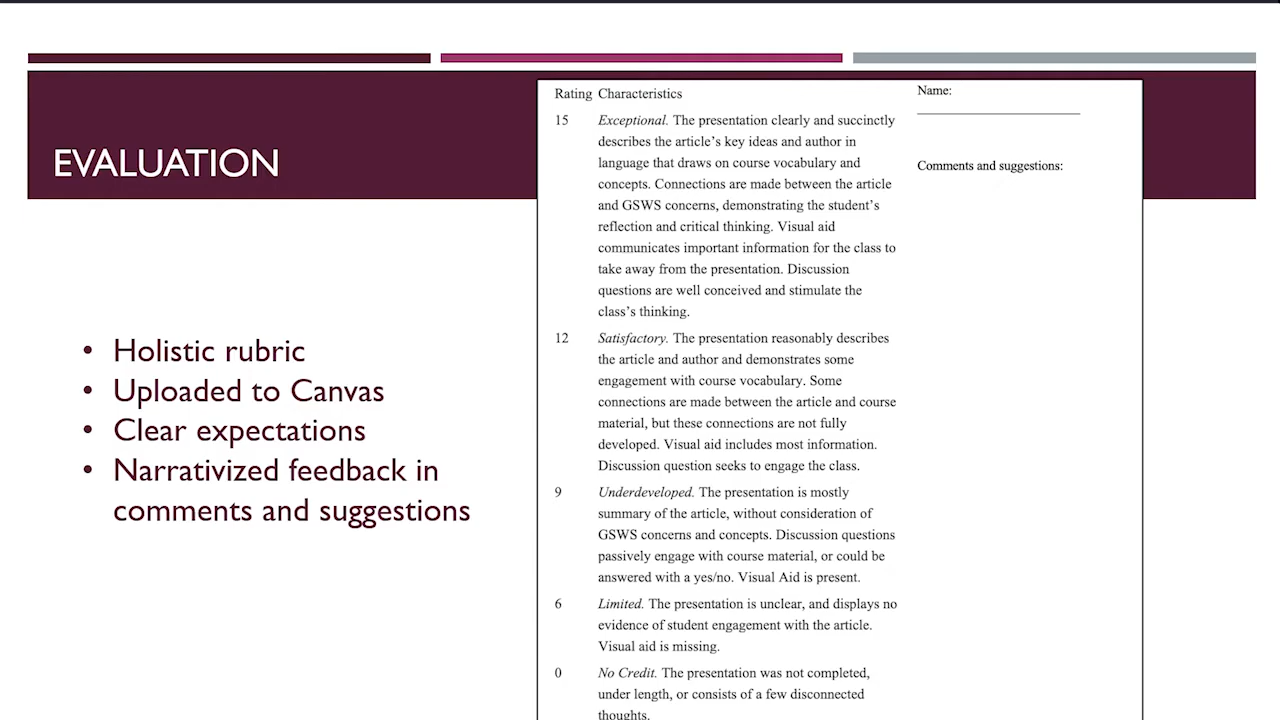 EVALUATION
• Holistic rubric
• Uploaded to Canvas
• Clear expectations
• Narrativized feedback in
comments and suggestions
Rating Characteristics
15 Exceptional. The presentation clearly and succinctly
describes the article’s key ideas and author in
language that draws on course vocabulary and
concepts. Connections are made between the article
and GSWS concerns, demonstrating the student’s
reflection and critical thinking. Visual aid
communicates important information for the class to
take away from the presentation. Discussion
questions are well conceived and stimulate the
class’s thinking.
12 Satisfactory. The presentation reasonably describes
the article and author and demonstrates some
engagement with course vocabulary. Some
connections are made between the article and course
material, but these connections are not fully
developed. Visual aid includes most information.
Discussion question seeks to engage the class.
9 Underdeveloped. The presentation is mostly
summary of the article, without consideration of
GSWS concerns and concepts. Discussion questions
passively engage with course material, or could be
answered with a yes/no. Visual Aid is present.
6 Limited. The presentation is unclear, and displays no
evidence of student engagement with the article.
Visual aid is missing.
0 No Credit. The presentation was not completed,
under length, or consists of a few disconnected
thoughts.
Name:
Comments and suggestions: